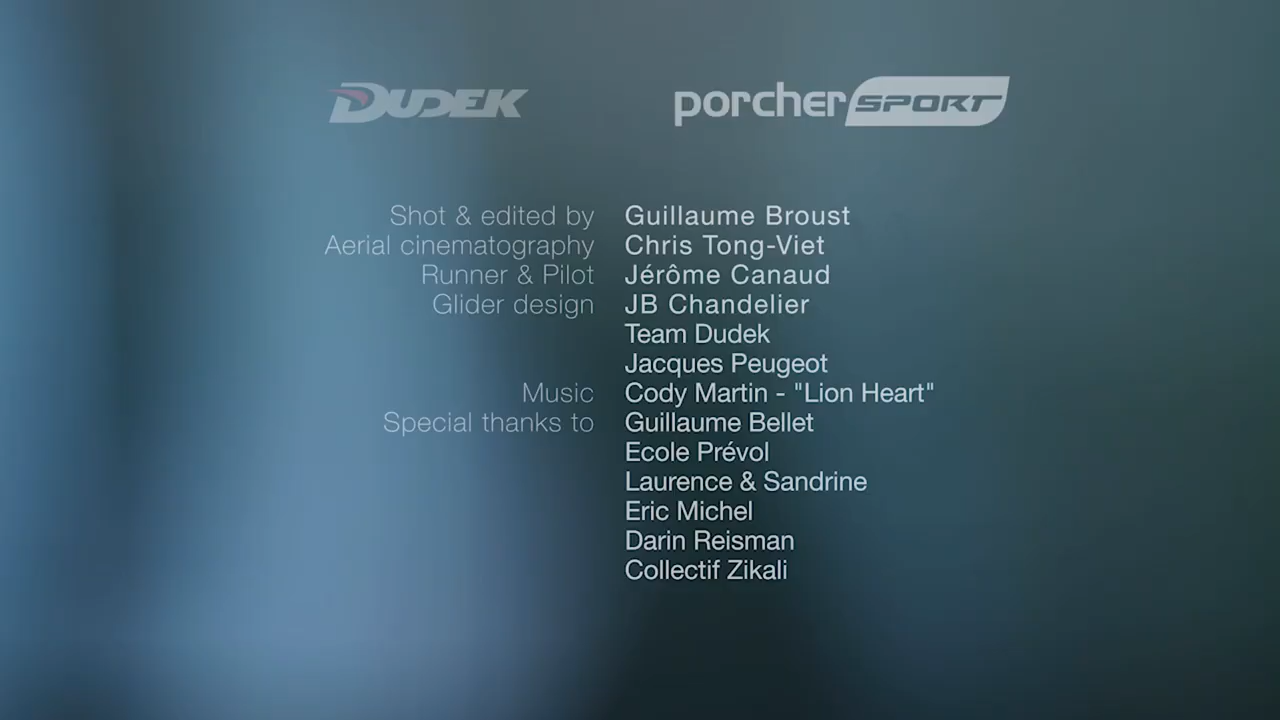 DUDEK
porcher SPORT
Shot & edited by Guillaume Broust
Aerial cinematography Chris Tong-Viet
Runner & Pilot Jérôme Canaud
Glider design JB Chandelier
Team Dudek
Jacques Peugeot
Music Cody Martin - "Lion Heart"
Special thanks to Guillaume Bellet
Ecole Prévol
Laurence & Sandrine
Eric Michel
Darin Reisman
Collectif Zikali